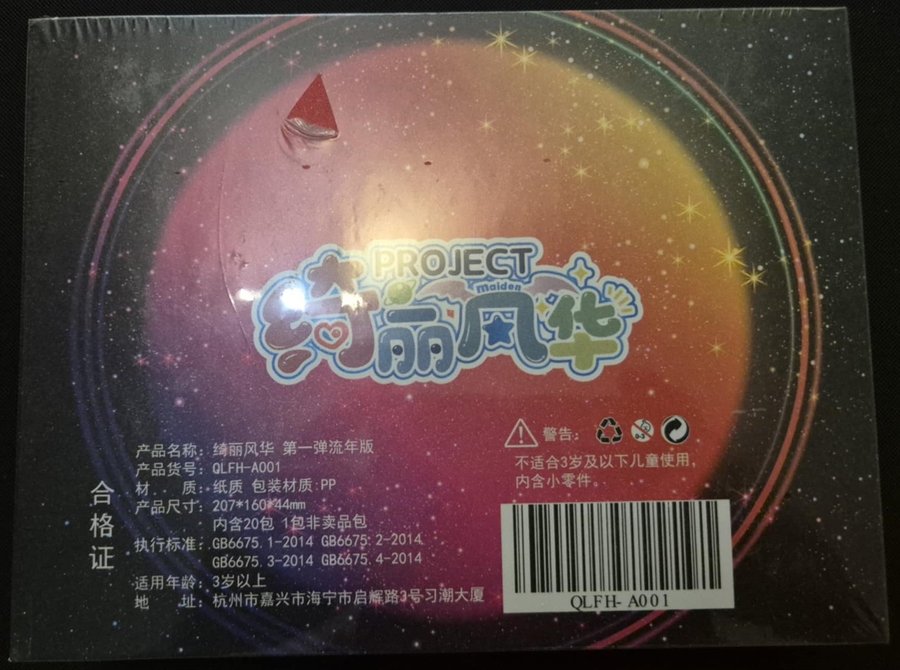 PROJECT
maiden
绮丽风华
产品名称：绮丽风华 第一弹流年版
产品货号：QLFH-A001
材 质：纸质 包装材质:PP
产品尺寸：207*160*44mm
内含20包 1包非卖品包
执行标准：GB6675.1-2014 GB6675.2-2014
GB6675.3-2014 GB6675.4-2014
适用年龄：3岁以上
地 址：杭州市嘉兴市海宁市启辉路3号习潮大厦
合格证
警告：
0-3
不适合3岁及以下儿童使用，
内含小零件。
QLFH- A001